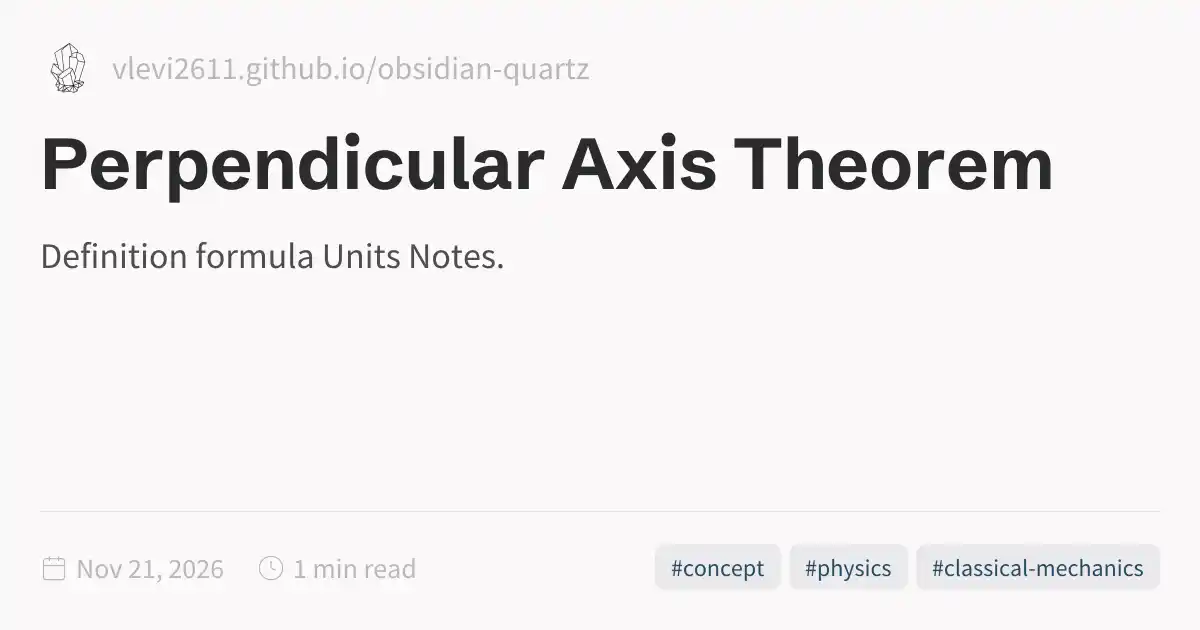 vlevi2611.github.io/obsidian-quartz
Perpendicular Axis Theorem
Definition formula Units Notes.
Nov 21, 2026 1 min read #concept #physics #classical-mechanics